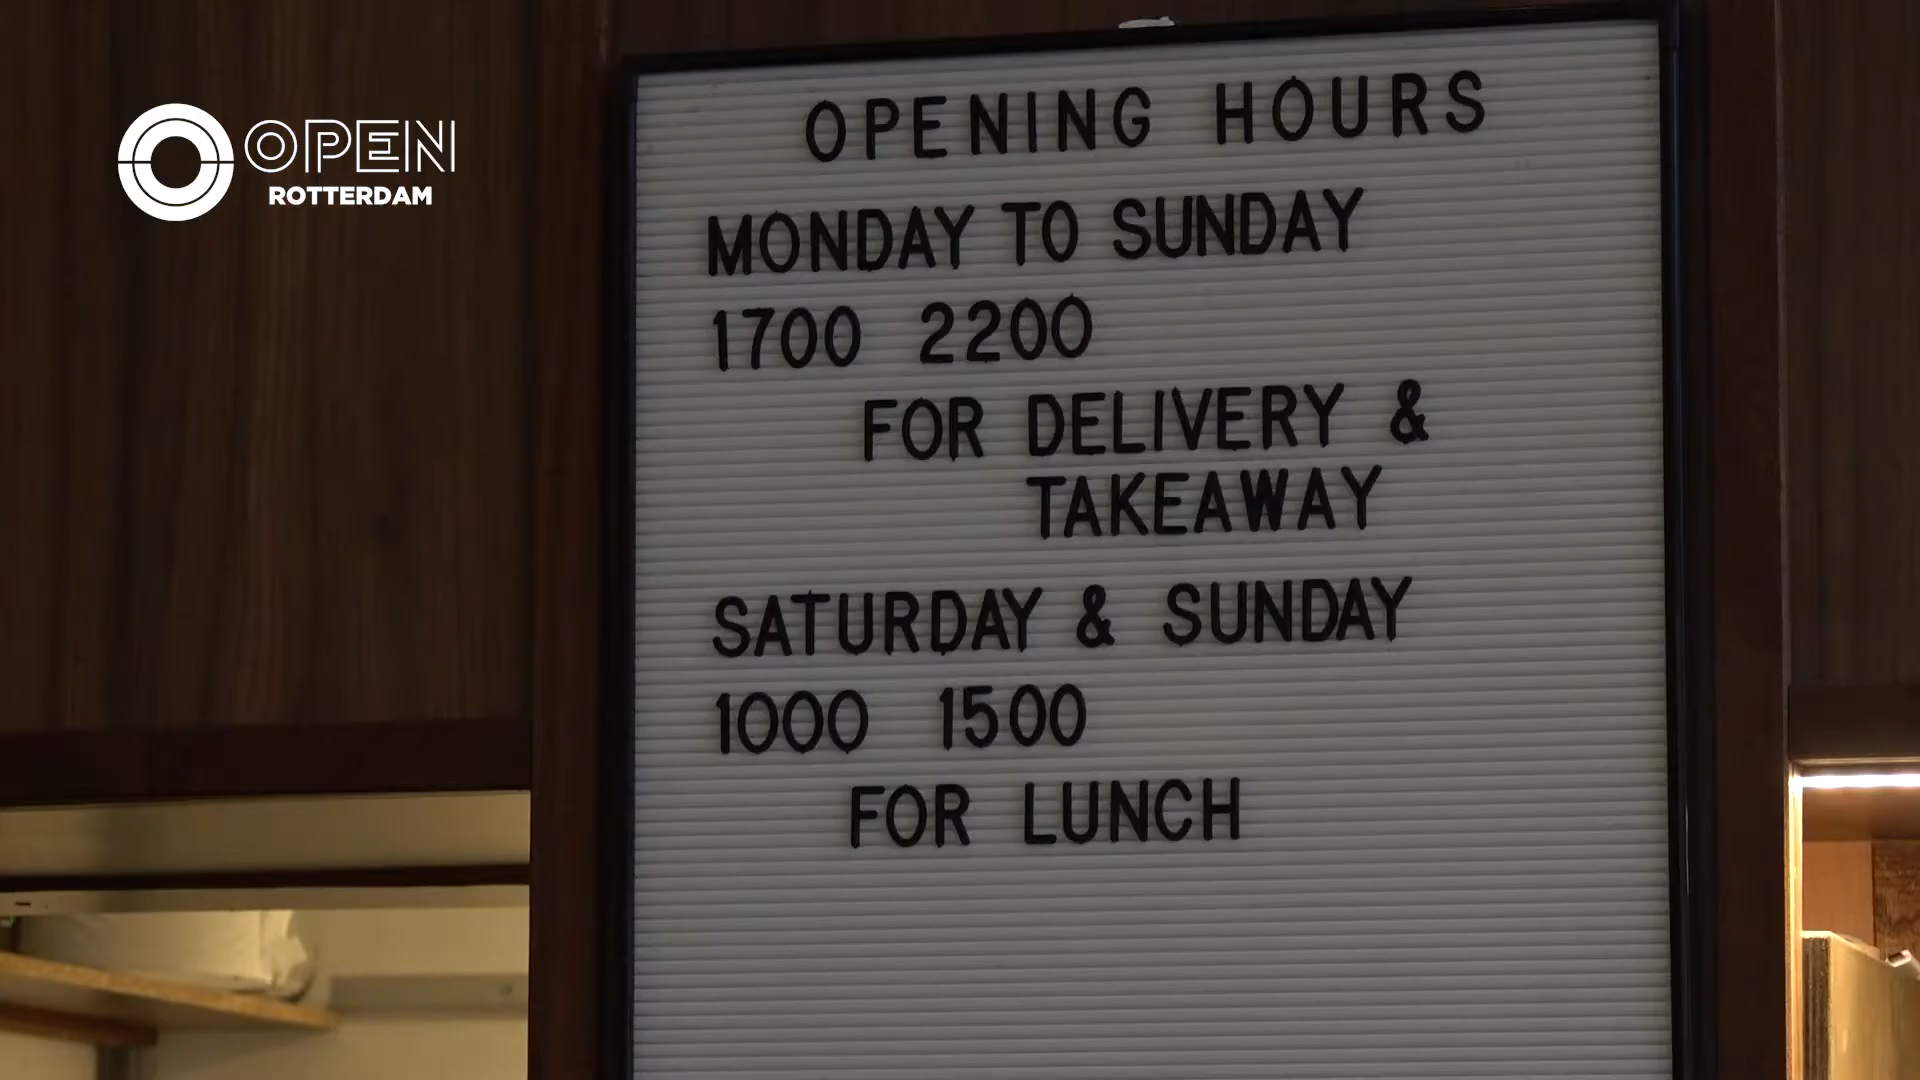 OPEN
ROTTERDAM
OPENING HOURS
MONDAY TO SUNDAY
1700 2200
FOR DELIVERY &
TAKEAWAY
SATURDAY & SUNDAY
1000 1500
FOR LUNCH